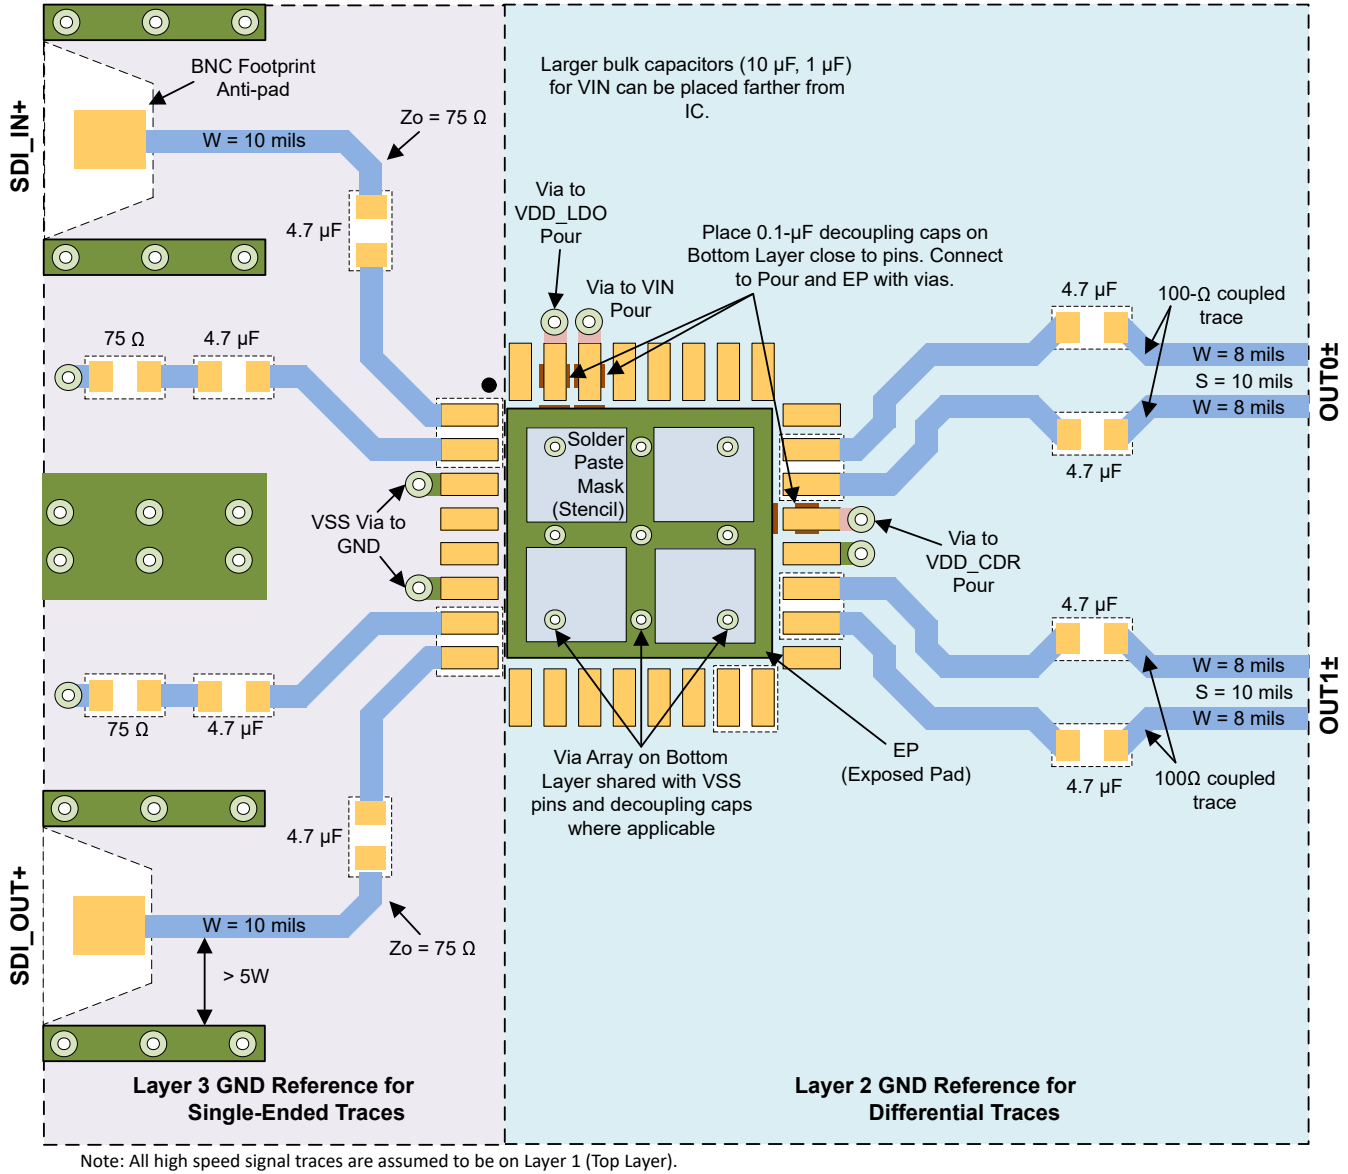 BNC Footprint
Anti-pad
SDI_IN+
W = 10 mils
Zo = 75 Ω
4.7 µF
Larger bulk capacitors (10 µF, 1 µF)
for VIN can be placed farther from
IC.
Via to
VDD_LDO
Pour
Via to VIN
Pour
Place 0.1-µF decoupling caps on
Bottom Layer close to pins. Connect
to Pour and EP with vias.
4.7 µF
100-Ω coupled
trace
W = 8 mils
S = 10 mils
W = 8 mils
OUT0±
4.7 µF
75 Ω
4.7 µF
Solder
Paste
Mask
(Stencil)
VSS Via to
GND
Via to
VDD_CDR
Pour
4.7 µF
W = 8 mils
S = 10 mils
W = 8 mils
OUT1±
4.7 µF
100Ω coupled
trace
75 Ω
4.7 µF
EP
(Exposed Pad)
Via Array on Bottom
Layer shared with VSS
pins and decoupling caps
where applicable
4.7 µF
SDI_OUT+
W = 10 mils
Zo = 75 Ω
> 5W
Layer 3 GND Reference for
Single-Ended Traces
Layer 2 GND Reference for
Differential Traces
Note: All high speed signal traces are assumed to be on Layer 1 (Top Layer).